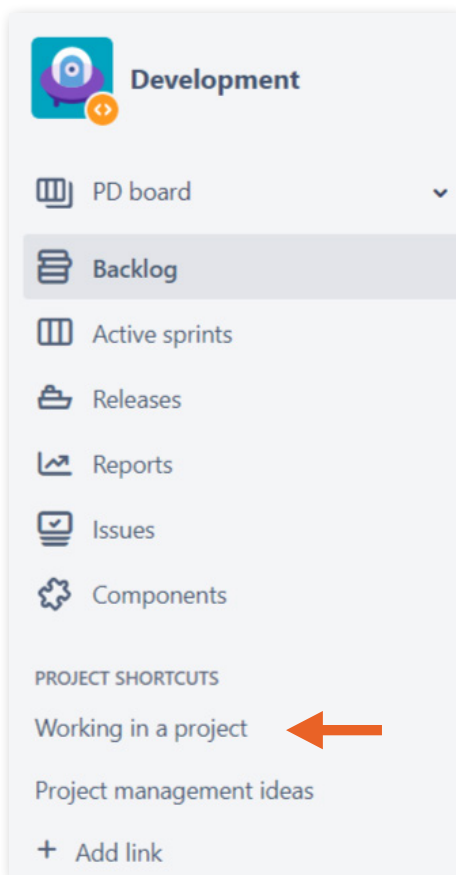 Development
PD board
Backlog
Active sprints
Releases
Reports
Issues
Components
PROJECT SHORTCUTS
Working in a project
Project management ideas
+ Add link